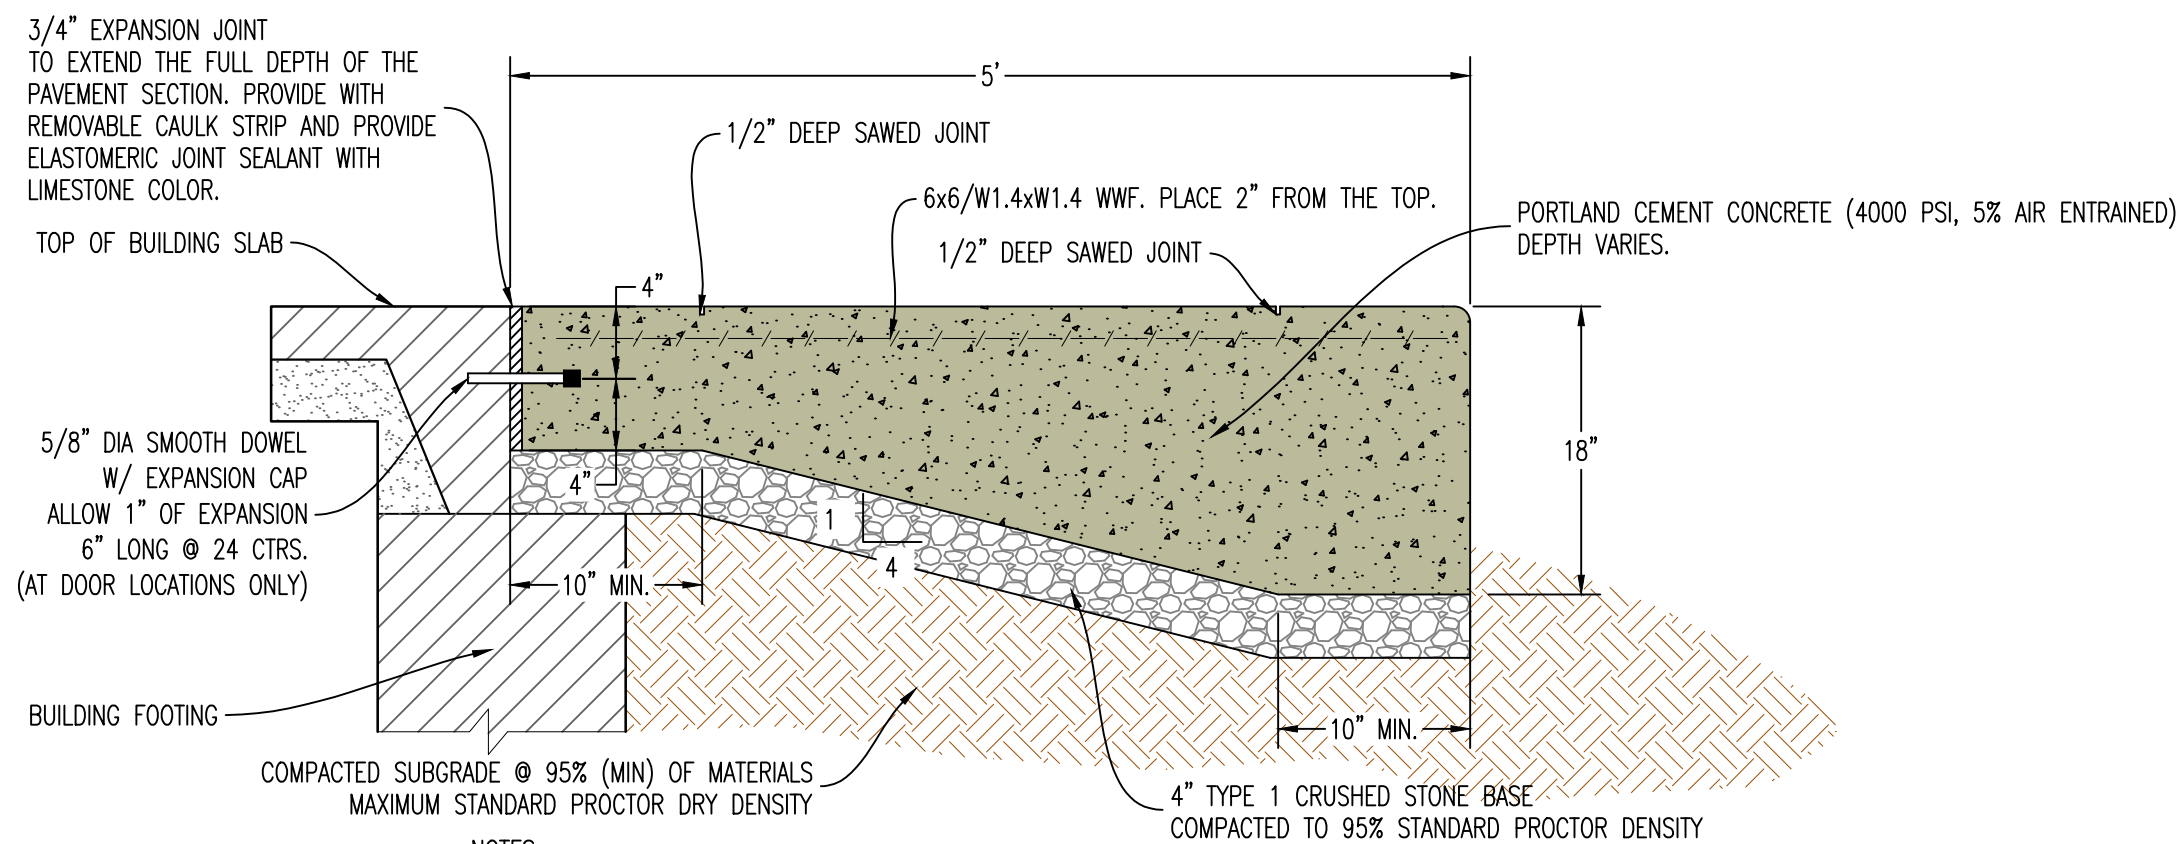 3/4" EXPANSION JOINT
TO EXTEND THE FULL DEPTH OF THE
PAVEMENT SECTION. PROVIDE WITH
REMOVABLE CAULK STRIP AND PROVIDE
ELASTOMERIC JOINT SEALANT WITH
LIMESTONE COLOR.
5'
1/2" DEEP SAWED JOINT
6x6/W1.4xW1.4 WWF. PLACE 2" FROM THE TOP.
PORTLAND CEMENT CONCRETE (4000 PSI, 5% AIR ENTRAINED)
DEPTH VARIES.
TOP OF BUILDING SLAB
1/2" DEEP SAWED JOINT
4"
18"
5/8" DIA SMOOTH DOWEL
W/ EXPANSION CAP
ALLOW 1" OF EXPANSION
6" LONG @ 24 CTRS.
(AT DOOR LOCATIONS ONLY)
4"
1
4
10" MIN.
BUILDING FOOTING
10" MIN.
COMPACTED SUBGRADE @ 95% (MIN) OF MATERIALS
MAXIMUM STANDARD PROCTOR DRY DENSITY
4" TYPE 1 CRUSHED STONE BASE
COMPACTED TO 95% STANDARD PROCTOR DENSITY
NOTES